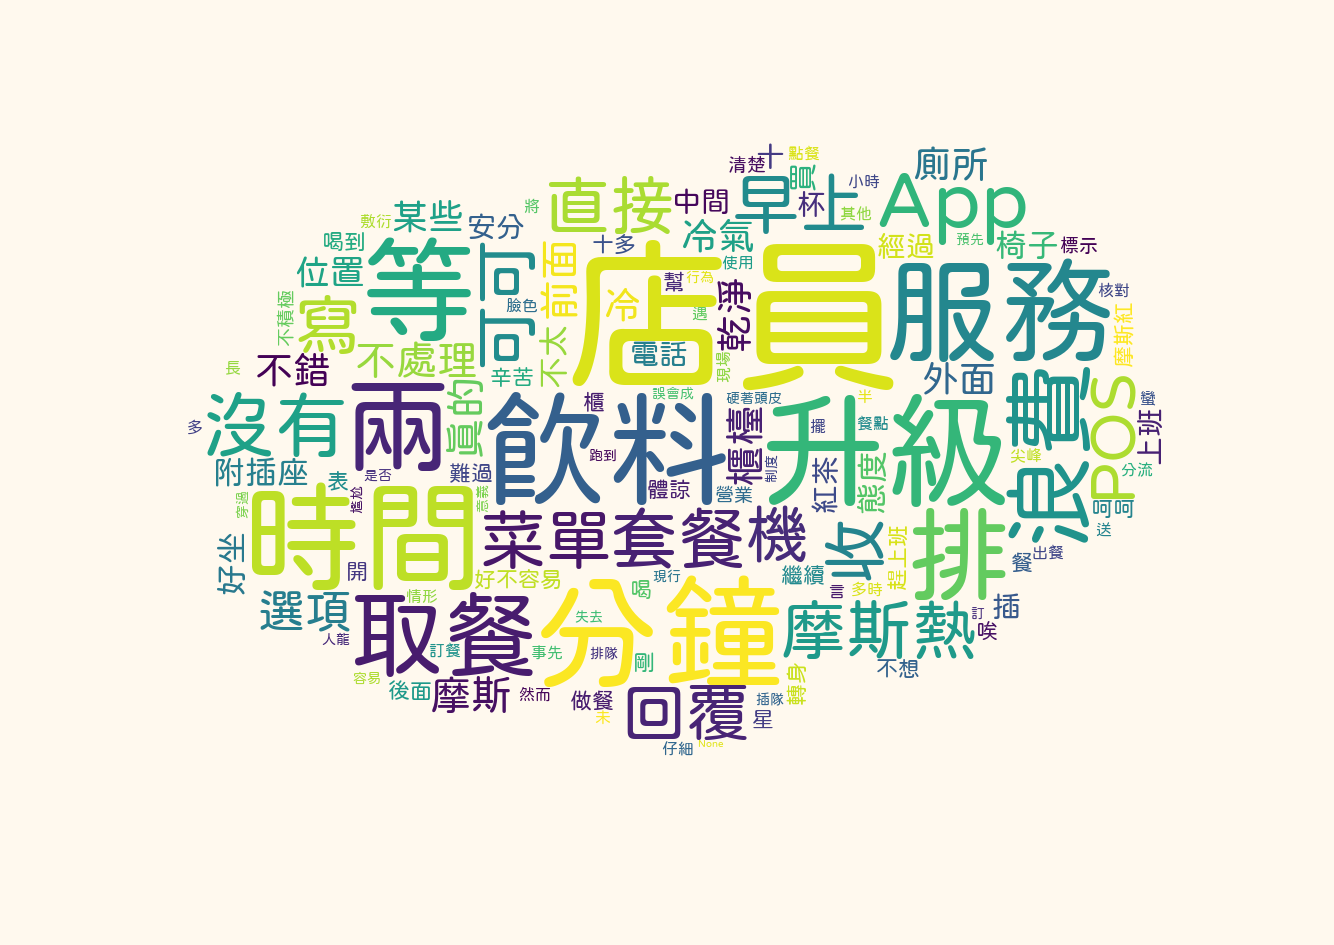 十
點餐
清楚
買
廁所
小時
直接
中間
早上
杯
App
將
其他
敷衍
某些
安分
喝到
十多
冷氣
經過
預先
椅子
標示
位置
等
可可
前面
店員
使用
服務
幫
行為
核對
不積極
寫
臉色
冷
遇
乾淨
摩斯紅
不處理
不太
電話
現場
長
不錯
辛苦
外面
費
兩
員的
誤會成
硬著頭皮
半
POS
蠻
沒有
飲料
櫃
櫃檯
升級
擺
餐點
上班
多
跑到
尖峰
附插座
表
是否
難過
制度
紅茶
態度
浪
分流
穿過
時間
尷尬
意義
體諒
營業
呵呵
送
菜單套餐機
收
排
趕上班
好坐
開
好不容易
現行
繼續
餐
出餐
選項
情形
取餐
分鐘
喝
言
多時
插
失去
摩斯熱
訂
唉
人龍
訂餐
事先
排隊
剛
不想
容易
後面
摩斯
然而
做餐
轉身
未
回覆
插隊
星
仔細
None